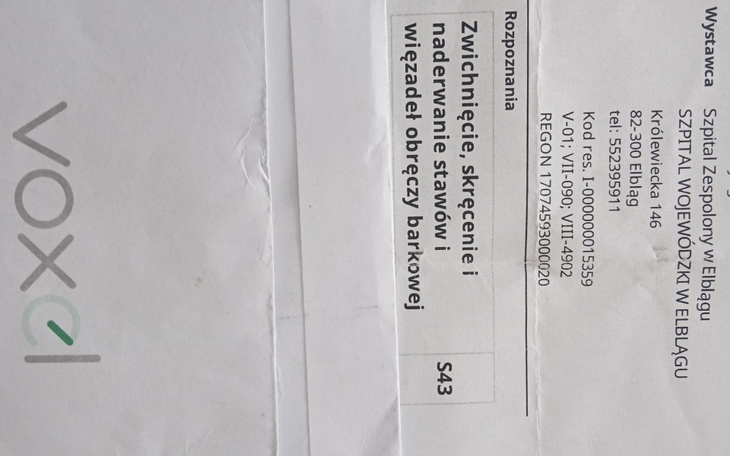 Wystawca
Szpital Zespolony w Elblągu
SZPITAL WOJEWÓDZKI W ELBLĄGU
Królewiecka 146
82-300 Elbląg
tel: 552395911
Kod res. I-000000015359
V-01; VII-090; VIII-4902
REGON 17074593000020
Rozpoznania
Zwichnięcie, skręcenie i
naderwanie stawów i
więzadeł obręczy barkowej
S43
voxel